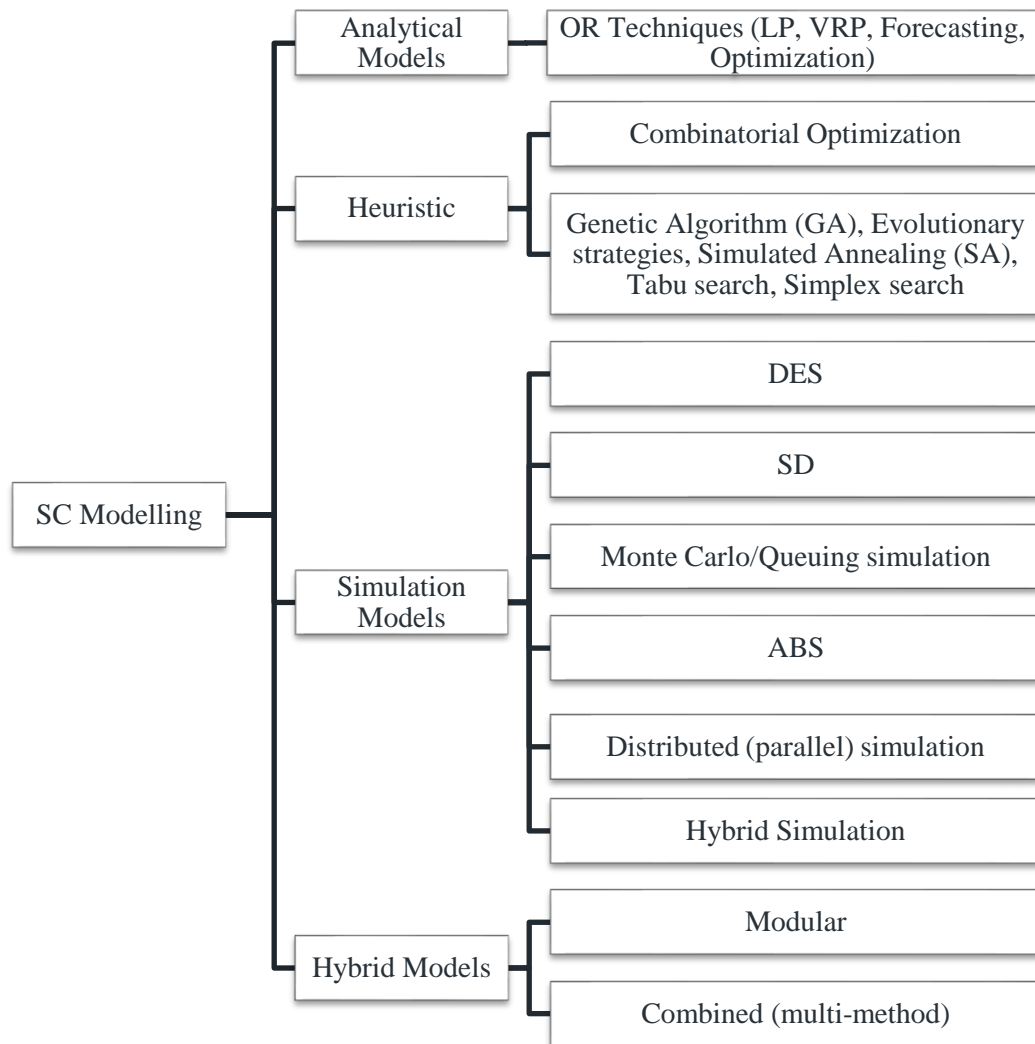 SC Modelling
Analytical
Models
OR Techniques (LP, VRP, Forecasting,
Optimization)
Heuristic
Combinatorial Optimization
Genetic Algorithm (GA), Evolutionary
strategies, Simulated Annealing (SA),
Tabu search, Simplex search
Simulation
Models
DES
SD
Monte Carlo/Queuing simulation
ABS
Distributed (parallel) simulation
Hybrid Simulation
Hybrid Models
Modular
Combined (multi-method)